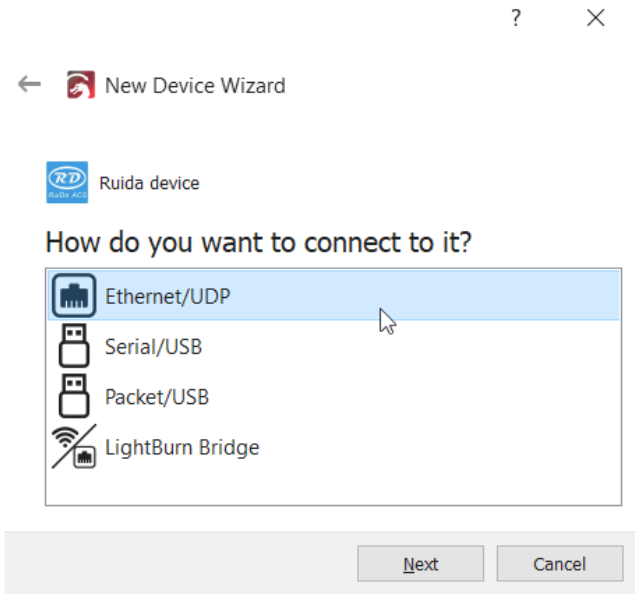 ?
New Device Wizard
RD
RuiDa ACS
Ruida device
How do you want to connect to it?
Ethernet/UDP
Serial/USB
Packet/USB
LightBurn Bridge
Next
Cancel